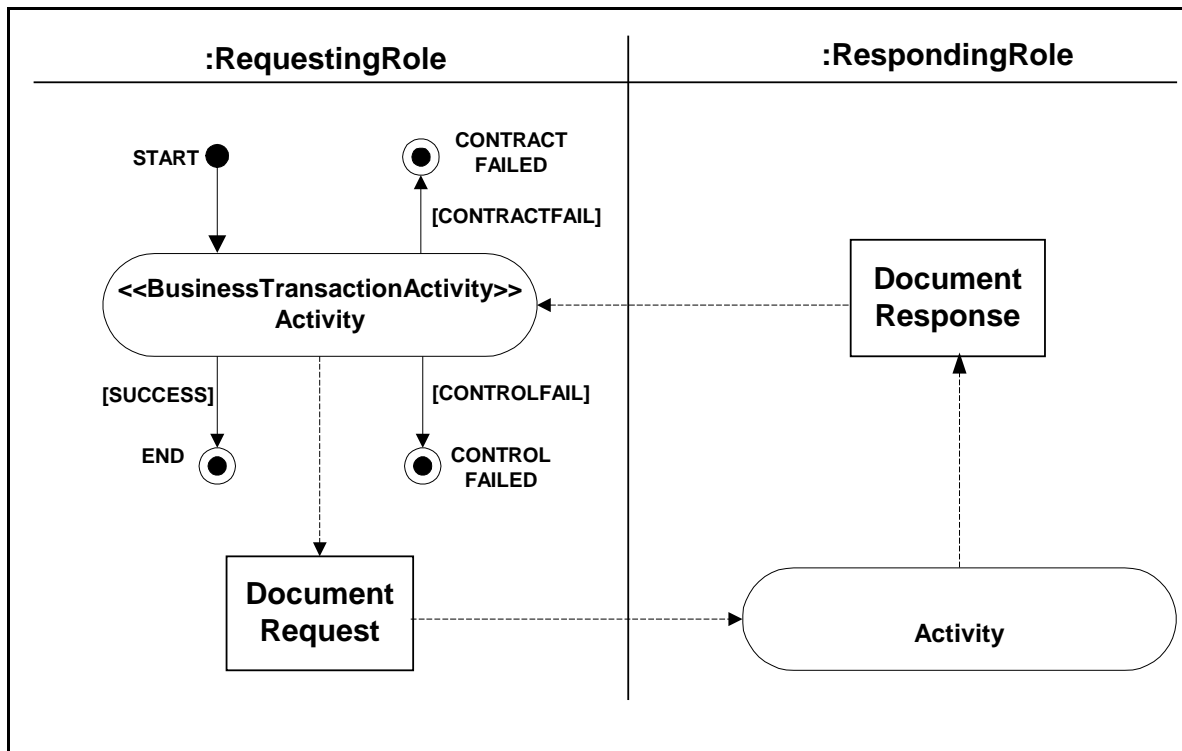 :RequestingRole
:RespondingRole
START
CONTRACT
FAILED
[CONTRACTFAIL]
<<BusinessTransactionActivity>>
Activity
Document
Response
[SUCCESS]
[CONTROLFAIL]
END
CONTROL
FAILED
Document
Request
Activity